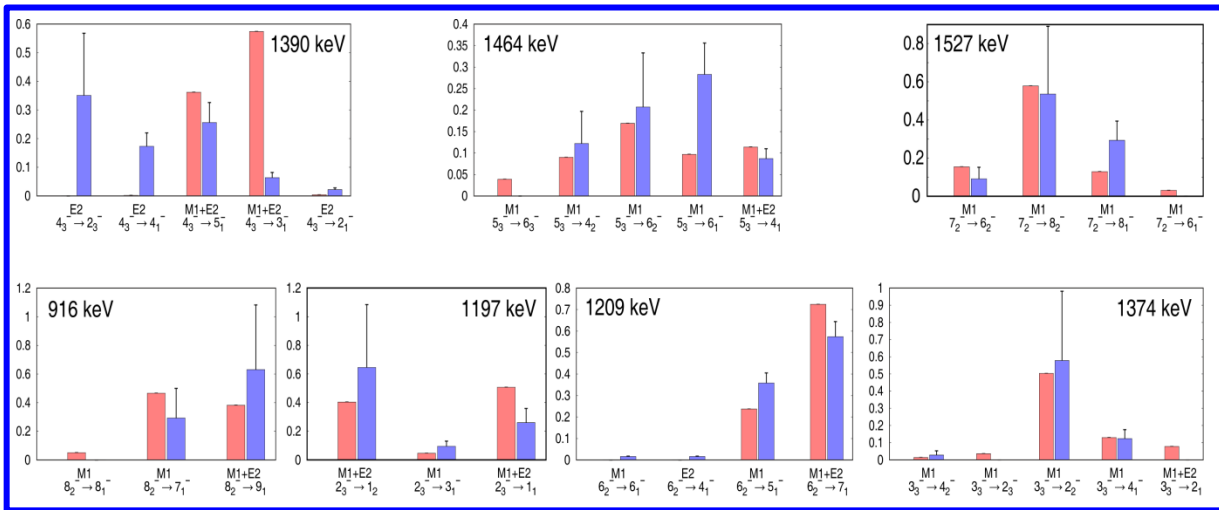 1390 keV
0.6
0.5
0.4
0.3
0.2
0.1
0
E2 E2 M1+E2 M1+E2 E2
4₃⁻→2₃⁻ 4₃⁻→4₁⁻ 4₃⁻→5₁⁻ 4₃⁻→3₁⁻ 4₃⁻→2₁⁻
1464 keV
0.4
0.35
0.3
0.25
0.2
0.15
0.1
0.05
0
M1 M1 M1 M1 M1+E2
5₃⁻→6₃⁻ 5₃⁻→4₂⁻ 5₃⁻→6₂⁻ 5₃⁻→6₁⁻ 5₃⁻→4₁⁻
1527 keV
0.8
0.6
0.4
0.2
0
M1 M1 M1 M1
7₂⁻→6₂⁻ 7₂⁻→8₂⁻ 7₂⁻→8₁⁻ 7₂⁻→6₁⁻
916 keV
1.2
1
0.8
0.6
0.4
0.2
0
M1 M1 M1+E2
8₂⁻→8₁⁻ 8₂⁻→7₁⁻ 8₂⁻→9₁⁻
1197 keV
1.2
1
0.8
0.6
0.4
0.2
0
M1+E2 M1 M1+E2
2₃⁻→1₂⁻ 2₃⁻→3₁⁻ 2₃⁻→1₁⁻
1209 keV
0.8
0.7
0.6
0.5
0.4
0.3
0.2
0.1
0
M1 E2 M1 M1+E2
6₂⁻→6₁⁻ 6₂⁻→4₁⁻ 6₂⁻→5₁⁻ 6₂⁻→7₁⁻
1374 keV
1
0.9
0.8
0.7
0.6
0.5
0.4
0.3
0.2
0.1
0
M1 M1 M1 M1 M1+E2
3₃⁻→4₂⁻ 3₃⁻→2₃⁻ 3₃⁻→2₂⁻ 3₃⁻→4₁⁻ 3₃⁻→2₁⁻